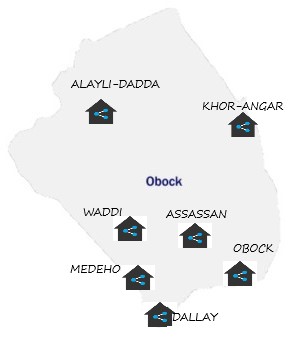 ALAYLI-DADDA
KHOR-ANGAR
Obock
WADDI
ASSASSAN
OBOCK
MEDEHO
DALLAY